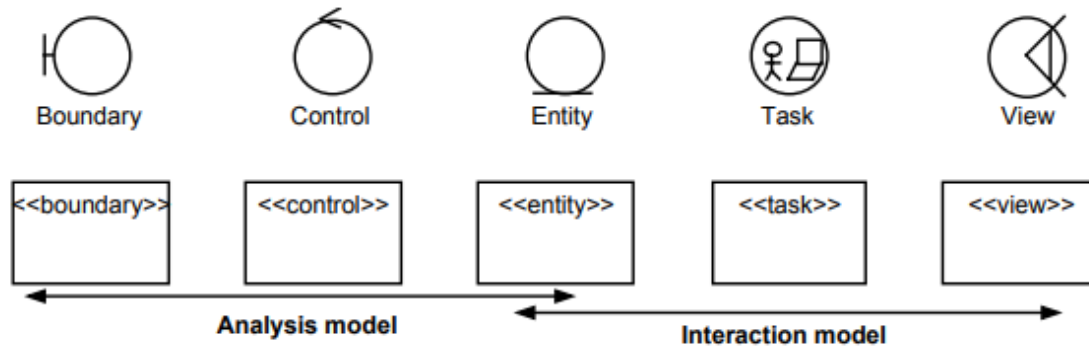 Boundary Control Entity Task View
<<boundary>> <<control>> <<entity>> <<task>> <<view>>
Analysis model
Interaction model